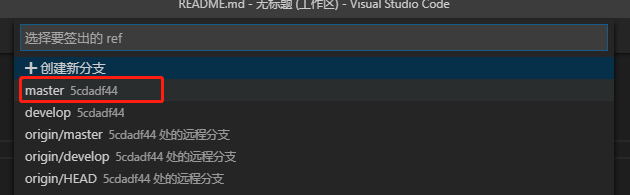 README.md - 无标题 (工作区) - Visual Studio Code
选择要签出的 ref
+ 创建新分支
master 5cdadf44
develop 5cdadf44
origin/master 5cdadf44 处的远程分支
origin/develop 5cdadf44 处的远程分支
origin/HEAD 5cdadf44 处的远程分支